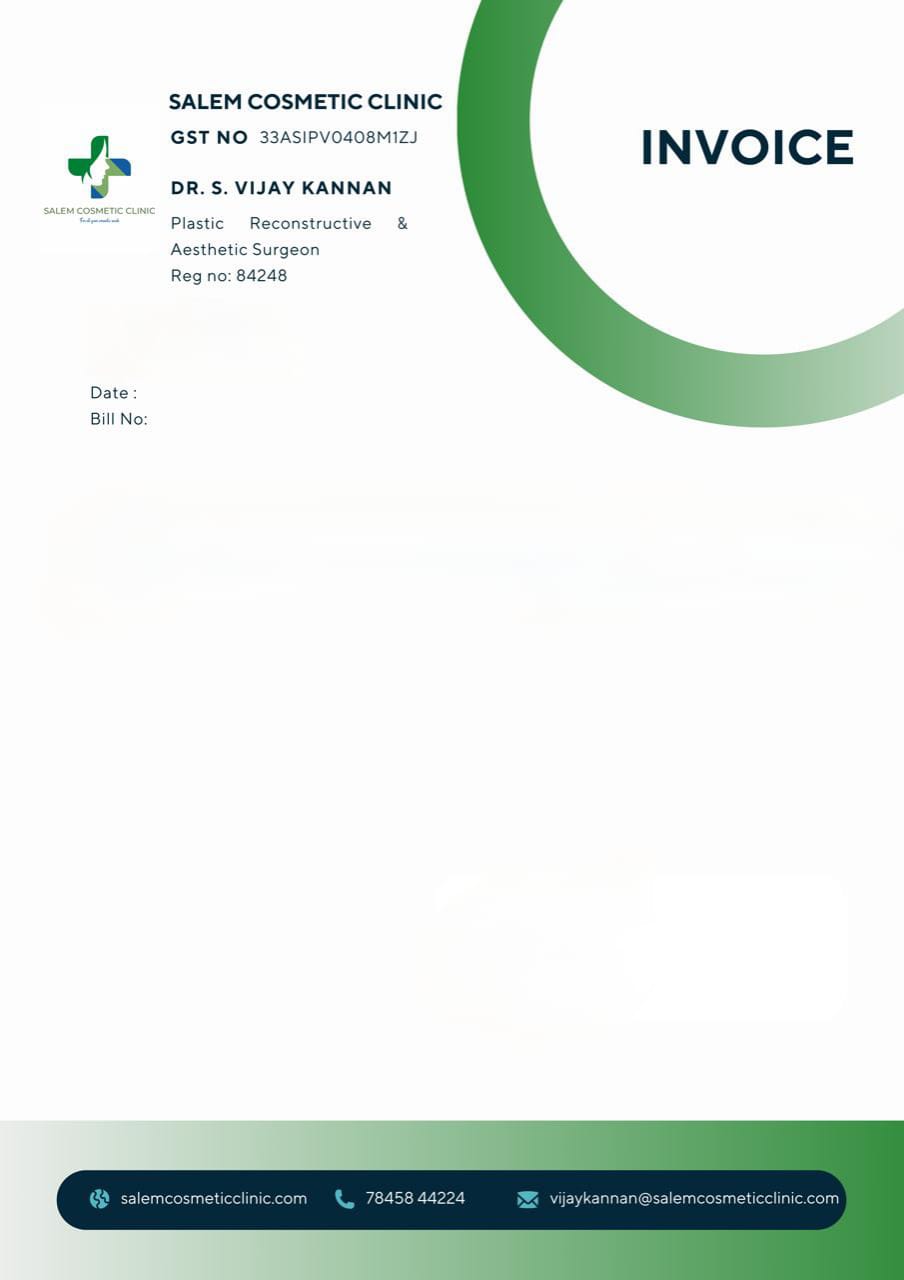 SALEM COSMETIC CLINIC
GST NO 33ASIPV0408M1ZJ
INVOICE
DR. S. VIJAY KANNAN
Plastic Reconstructive &
Aesthetic Surgeon
Reg no: 84248
SALEM COSMETIC CLINIC
Date :
Bill No:
salemcosmeticclinic.com 78458 44224 vijaykannan@salemcosmeticclinic.com